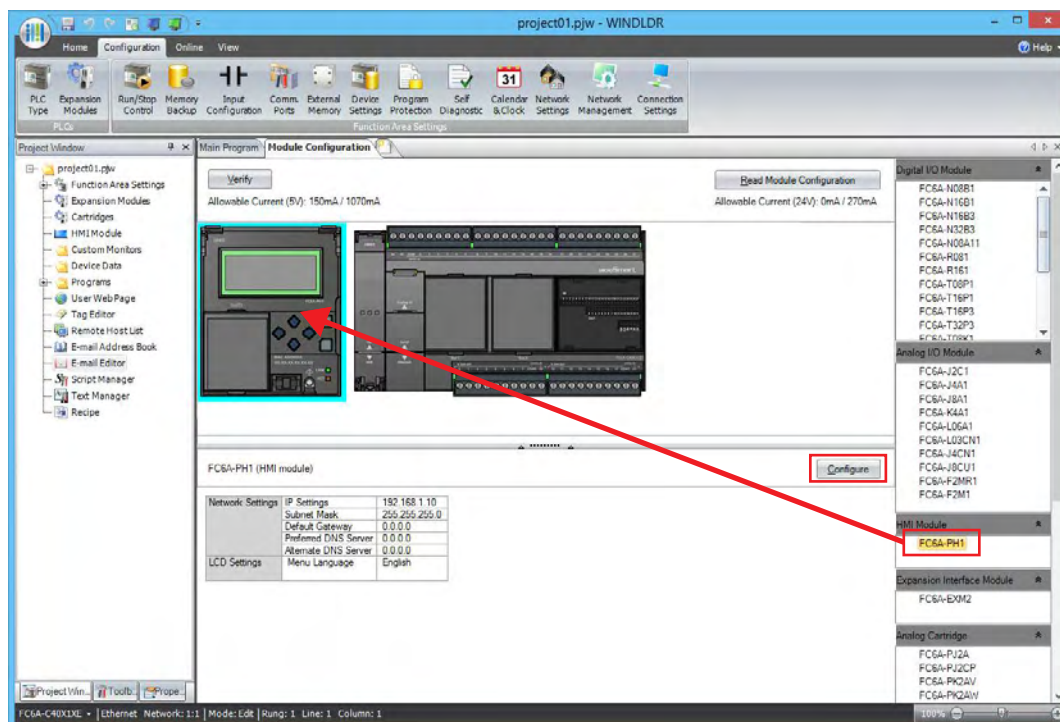 project01.pjw - WINDLDR
Home Configuration Online View
Help
PLC Type
Expansion Modules
Run/Stop Control
Memory Backup
Input Configuration
Comm. Ports
External Memory
Device Settings
Program Protection
Self Diagnostic
31
Calendar & Clock
Network Settings
Network Management
Connection Settings
PLCs
Function Area Settings
Project Window
project01.pjw
Function Area Settings
Expansion Modules
Cartridges
HMI Module
Custom Monitors
Device Data
Programs
User Web Page
Tag Editor
Remote Host List
E-mail Address Book
E-mail Editor
Script Manager
Text Manager
Recipe
Project Win...
Toolb...
Prope...
Main Program
Module Configuration
Verify
Read Module Configuration
Allowable Current (5V): 150mA / 1070mA
Allowable Current (24V): 0mA / 270mA
FC6A-PH1 (HMI module)
Configure
Network Settings IP Settings 192.168.1.10
Subnet Mask 255.255.255.0
Default Gateway 0.0.0.0
Preferred DNS Server 0.0.0.0
Alternate DNS Server 0.0.0.0
LCD Settings Menu Language English
Digital I/O Module
FC6A-N08B1
FC6A-N16B1
FC6A-N16B3
FC6A-N32B3
FC6A-N08A11
FC6A-R081
FC6A-R161
FC6A-T08P1
FC6A-T16P1
FC6A-T16P3
FC6A-T32P3
FC6A-T08K1
Analog I/O Module
FC6A-J2C1
FC6A-J4A1
FC6A-J8A1
FC6A-K4A1
FC6A-L06A1
FC6A-L03CN1
FC6A-J4CN1
FC6A-J8CU1
FC6A-F2MR1
FC6A-F2M1
HMI Module
FC6A-PH1
Expansion Interface Module
FC6A-EXM2
Analog Cartridge
FC6A-PJ2A
FC6A-PJ2CP
FC6A-PK2AV
FC6A-PK2AW
FC6A-C40X1XE Ethernet Network: 1:1 Mode: Edit Rung: 1 Line: 1 Column: 1
100%